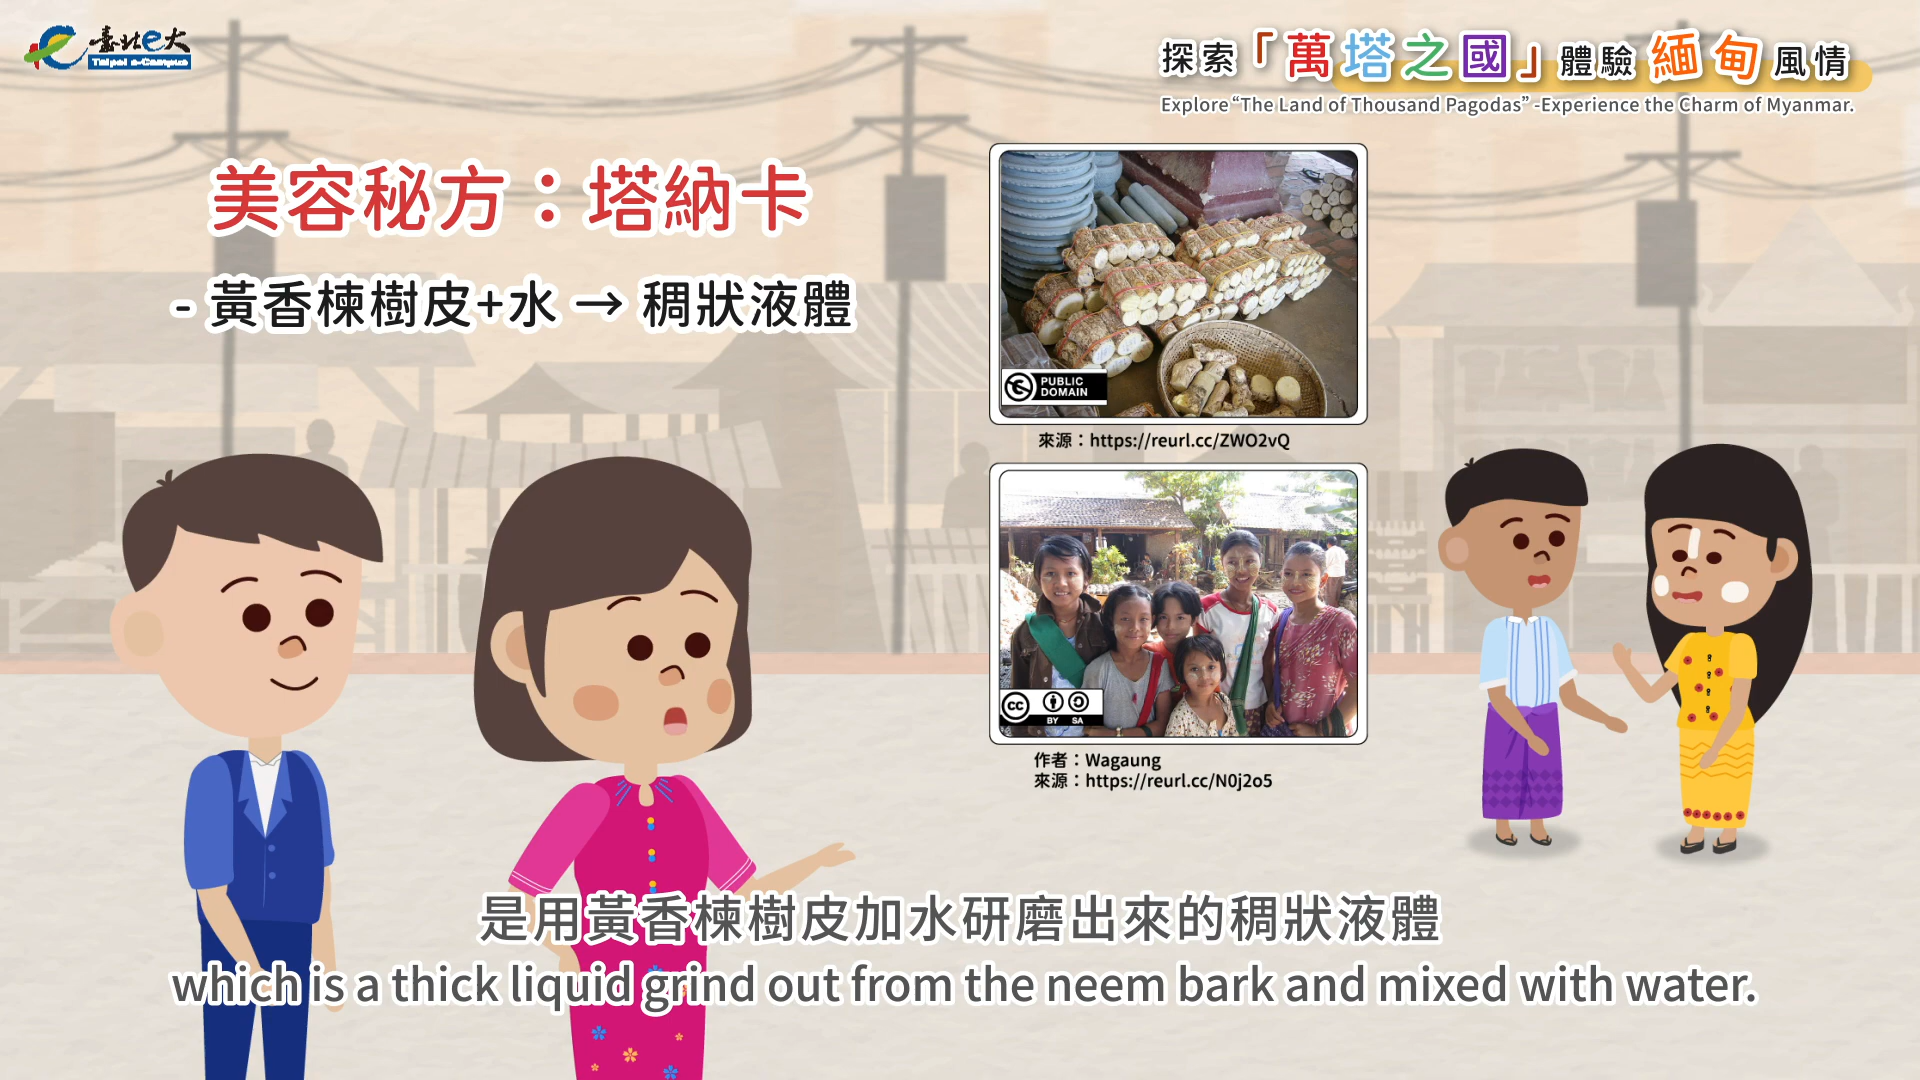 臺北e大
Taipei e-Campus
探索「萬塔之國」體驗緬甸風情
Explore “The Land of Thousand Pagodas” -Experience the Charm of Myanmar.
美容秘方：塔納卡
- 黃香楝樹皮+水 → 稠狀液體
PUBLIC
DOMAIN
來源：https://reurl.cc/ZWO2vQ
cc
BY SA
作者：Wagaung
來源：https://reurl.cc/N0j2o5
是用黃香楝樹皮加水研磨出來的稠狀液體
which is a thick liquid grind out from the neem bark and mixed with water.